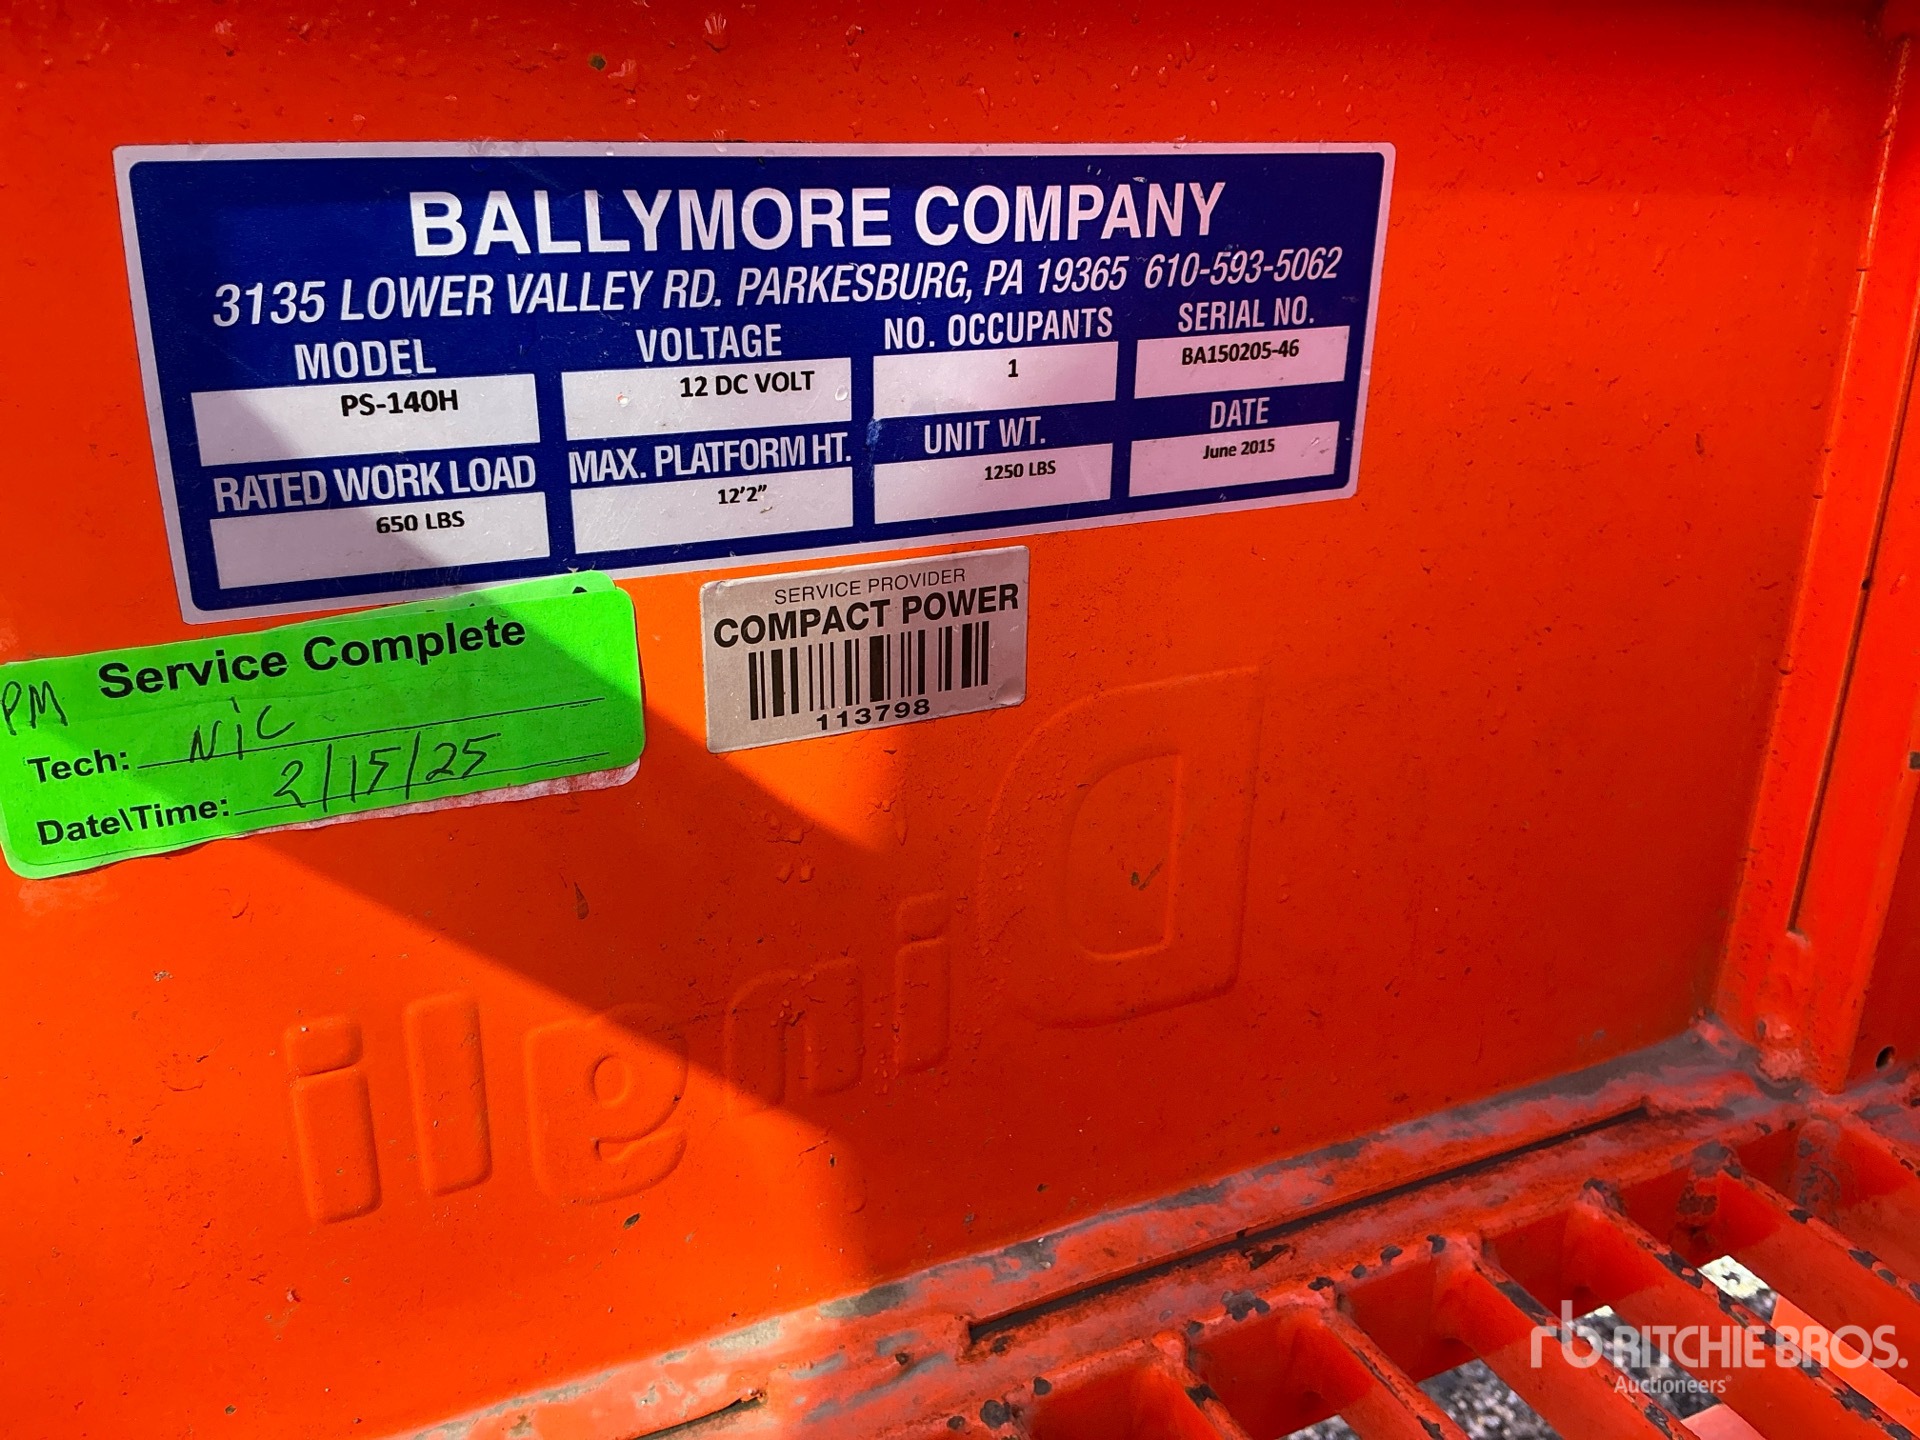 BALLYMORE COMPANY
3135 LOWER VALLEY RD. PARKESBURG, PA 19365 610-593-5062
MODEL VOLTAGE NO. OCCUPANTS SERIAL NO.
PS-140H 12 DC VOLT 1 BA150205-46
RATED WORK LOAD MAX. PLATFORM HT. UNIT WT. DATE
650 LBS 12'2" 1250 LBS June 2015
PM Service Complete
Tech: NiC
Date\Time: 2/15/25
SERVICE PROVIDER
COMPACT POWER
113798
rb RITCHIE BROS.
Auctioneers